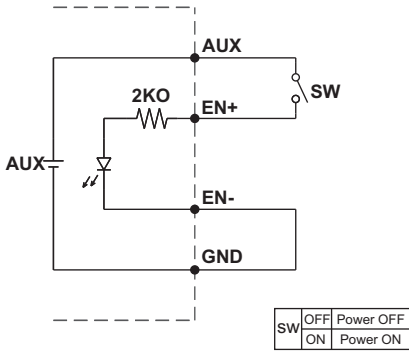 AUX
2KO
SW
EN+
AUX
EN-
GND
SW OFF Power OFF
ON Power ON